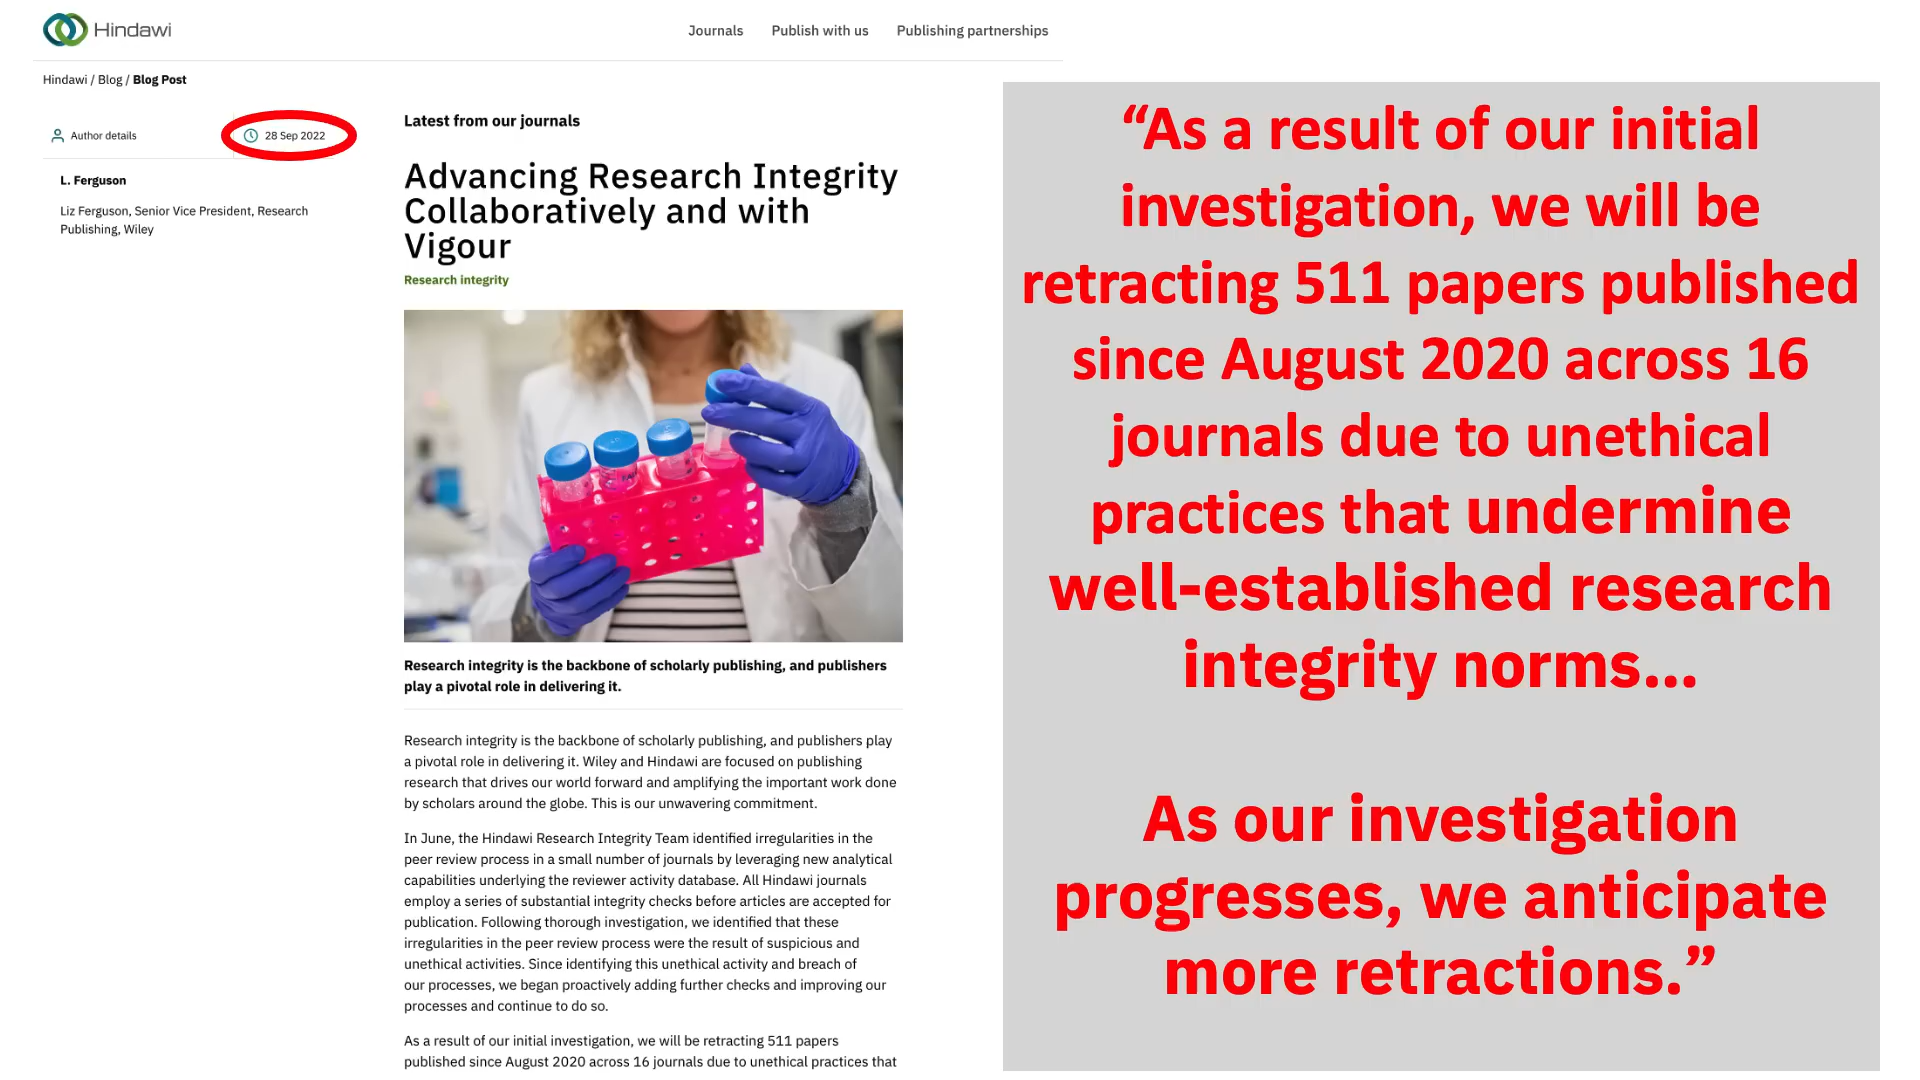 Hindawi
Journals Publish with us Publishing partnerships
Hindawi / Blog / Blog Post
Author details
28 Sep 2022
L. Ferguson
Liz Ferguson, Senior Vice President, Research
Publishing, Wiley
Latest from our journals
Advancing Research Integrity
Collaboratively and with
Vigour
Research integrity
Research integrity is the backbone of scholarly publishing, and publishers
play a pivotal role in delivering it.
Research integrity is the backbone of scholarly publishing, and publishers play
a pivotal role in delivering it. Wiley and Hindawi are focused on publishing
research that drives our world forward and amplifying the important work done
by scholars around the globe. This is our unwavering commitment.
In June, the Hindawi Research Integrity Team identified irregularities in the
peer review process in a small number of journals by leveraging new analytical
capabilities underlying the reviewer activity database. All Hindawi journals
employ a series of substantial integrity checks before articles are accepted for
publication. Following thorough investigation, we identified that these
irregularities in the peer review process were the result of suspicious and
unethical activities. Since identifying this unethical activity and breach of
our processes, we began proactively adding further checks and improving our
processes and continue to do so.
As a result of our initial investigation, we will be retracting 511 papers
published since August 2020 across 16 journals due to unethical practices that
“As a result of our initial
investigation, we will be
retracting 511 papers published
since August 2020 across 16
journals due to unethical
practices that undermine
well-established research
integrity norms...
As our investigation
progresses, we anticipate
more retractions.”